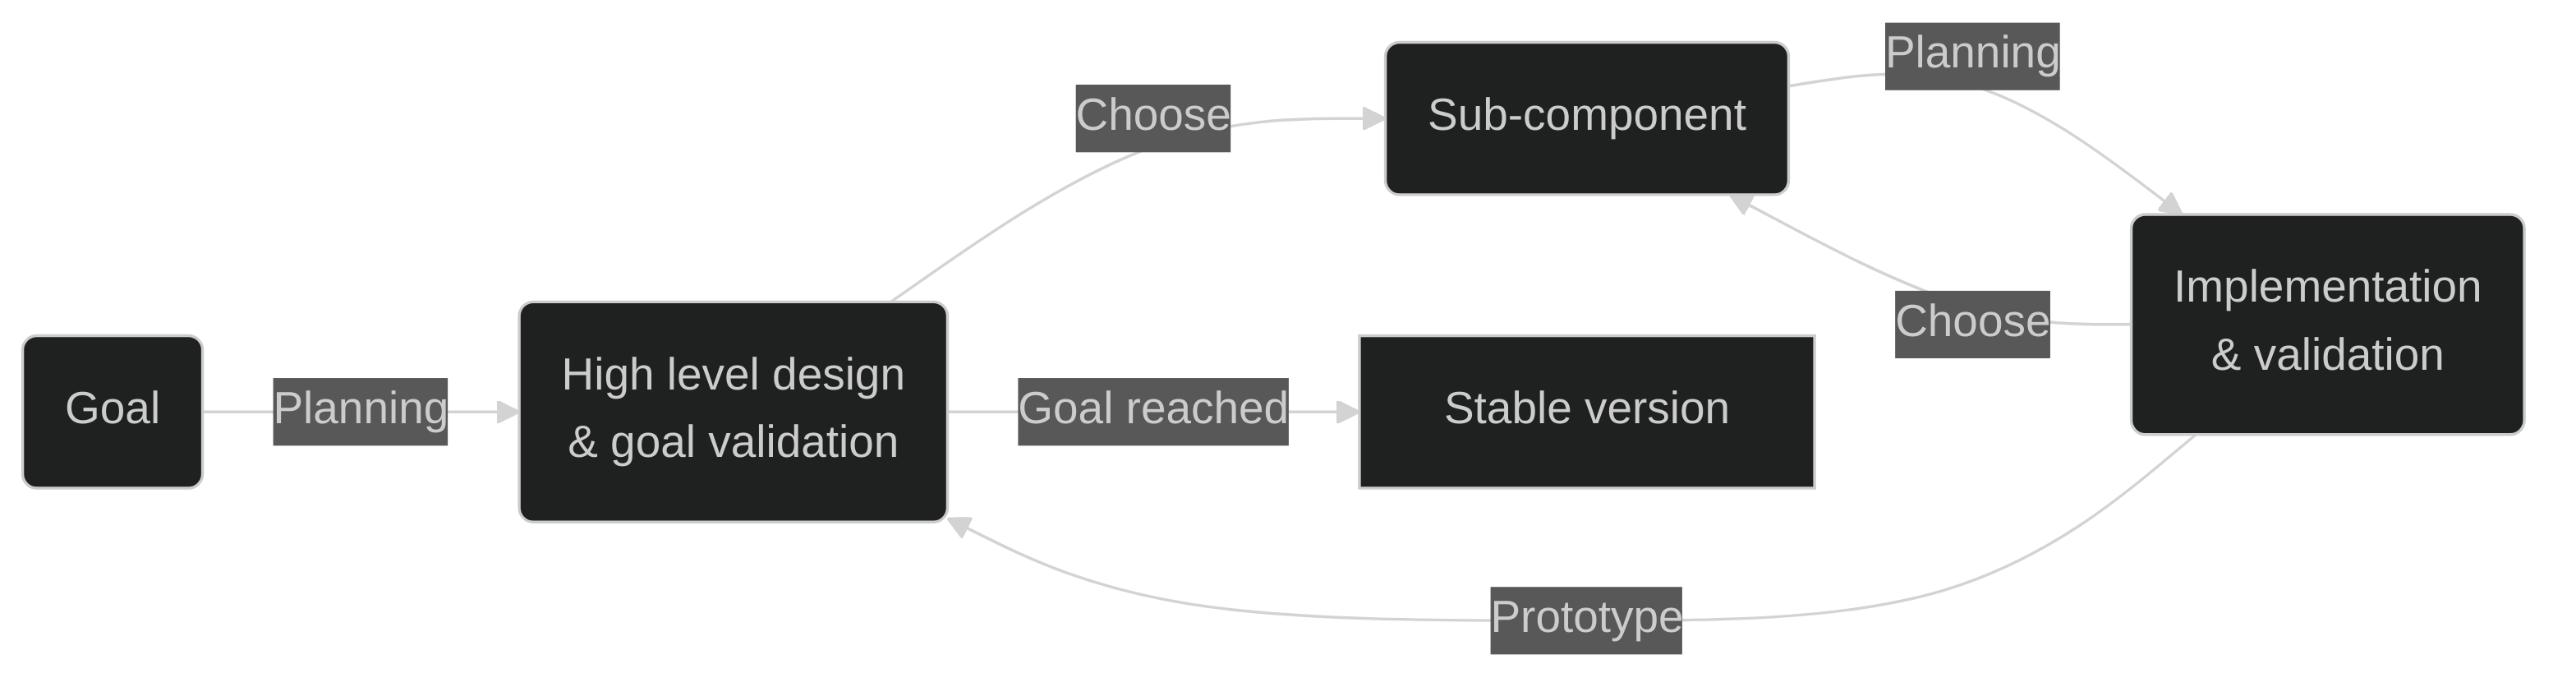 Goal
Planning
High level design
& goal validation
Choose
Sub-component
Planning
Implementation
& validation
Choose
Goal reached
Stable version
Prototype